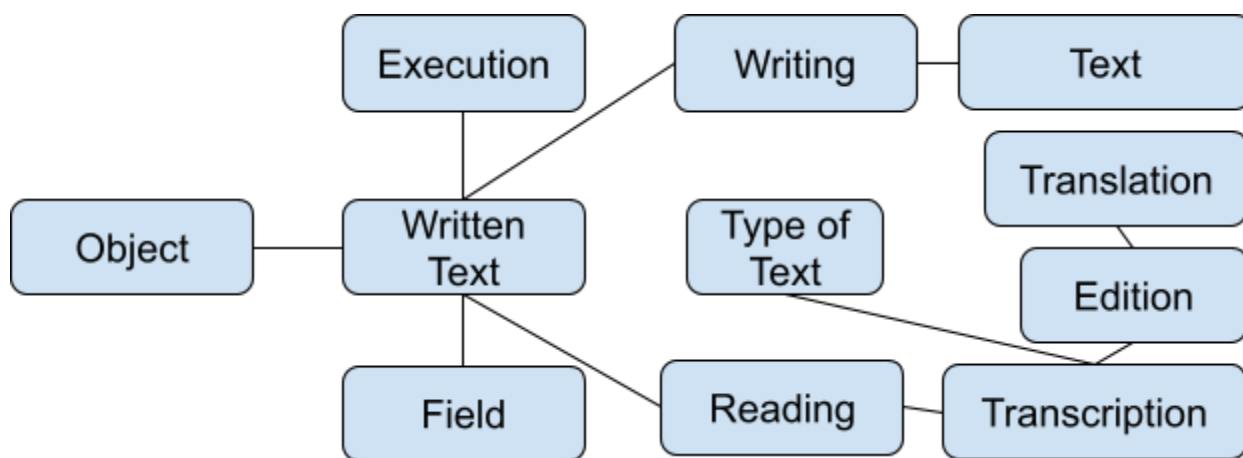 Execution
Writing
Text
Translation
Object
Written
Text
Type of
Text
Edition
Field
Reading
Transcription